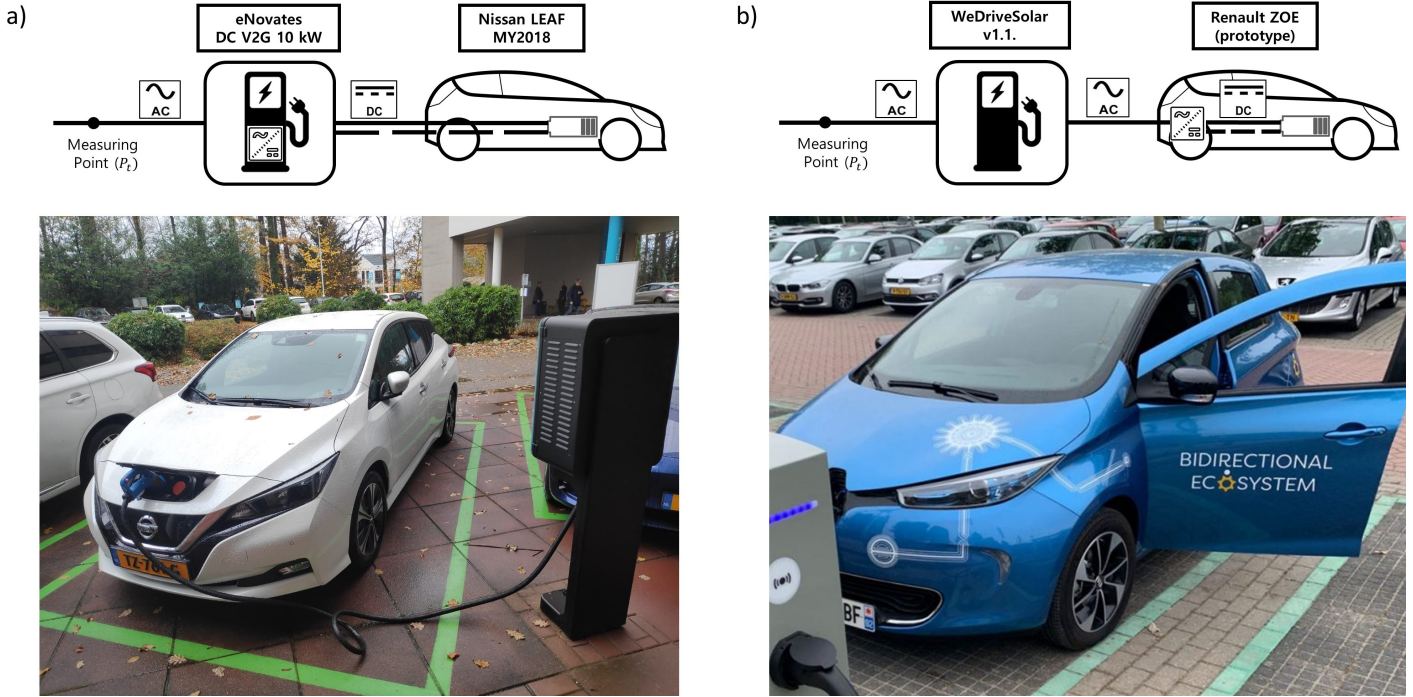 a)
eNovates
DC V2G 10 kW
Nissan LEAF
MY2018
AC
DC
Measuring
Point (Pₜ)
b)
WeDriveSolar
v1.1.
Renault ZOE
(prototype)
AC
AC
DC
Measuring
Point (Pₜ)
BIDIRECTIONAL
ECOSYSTEM
BF